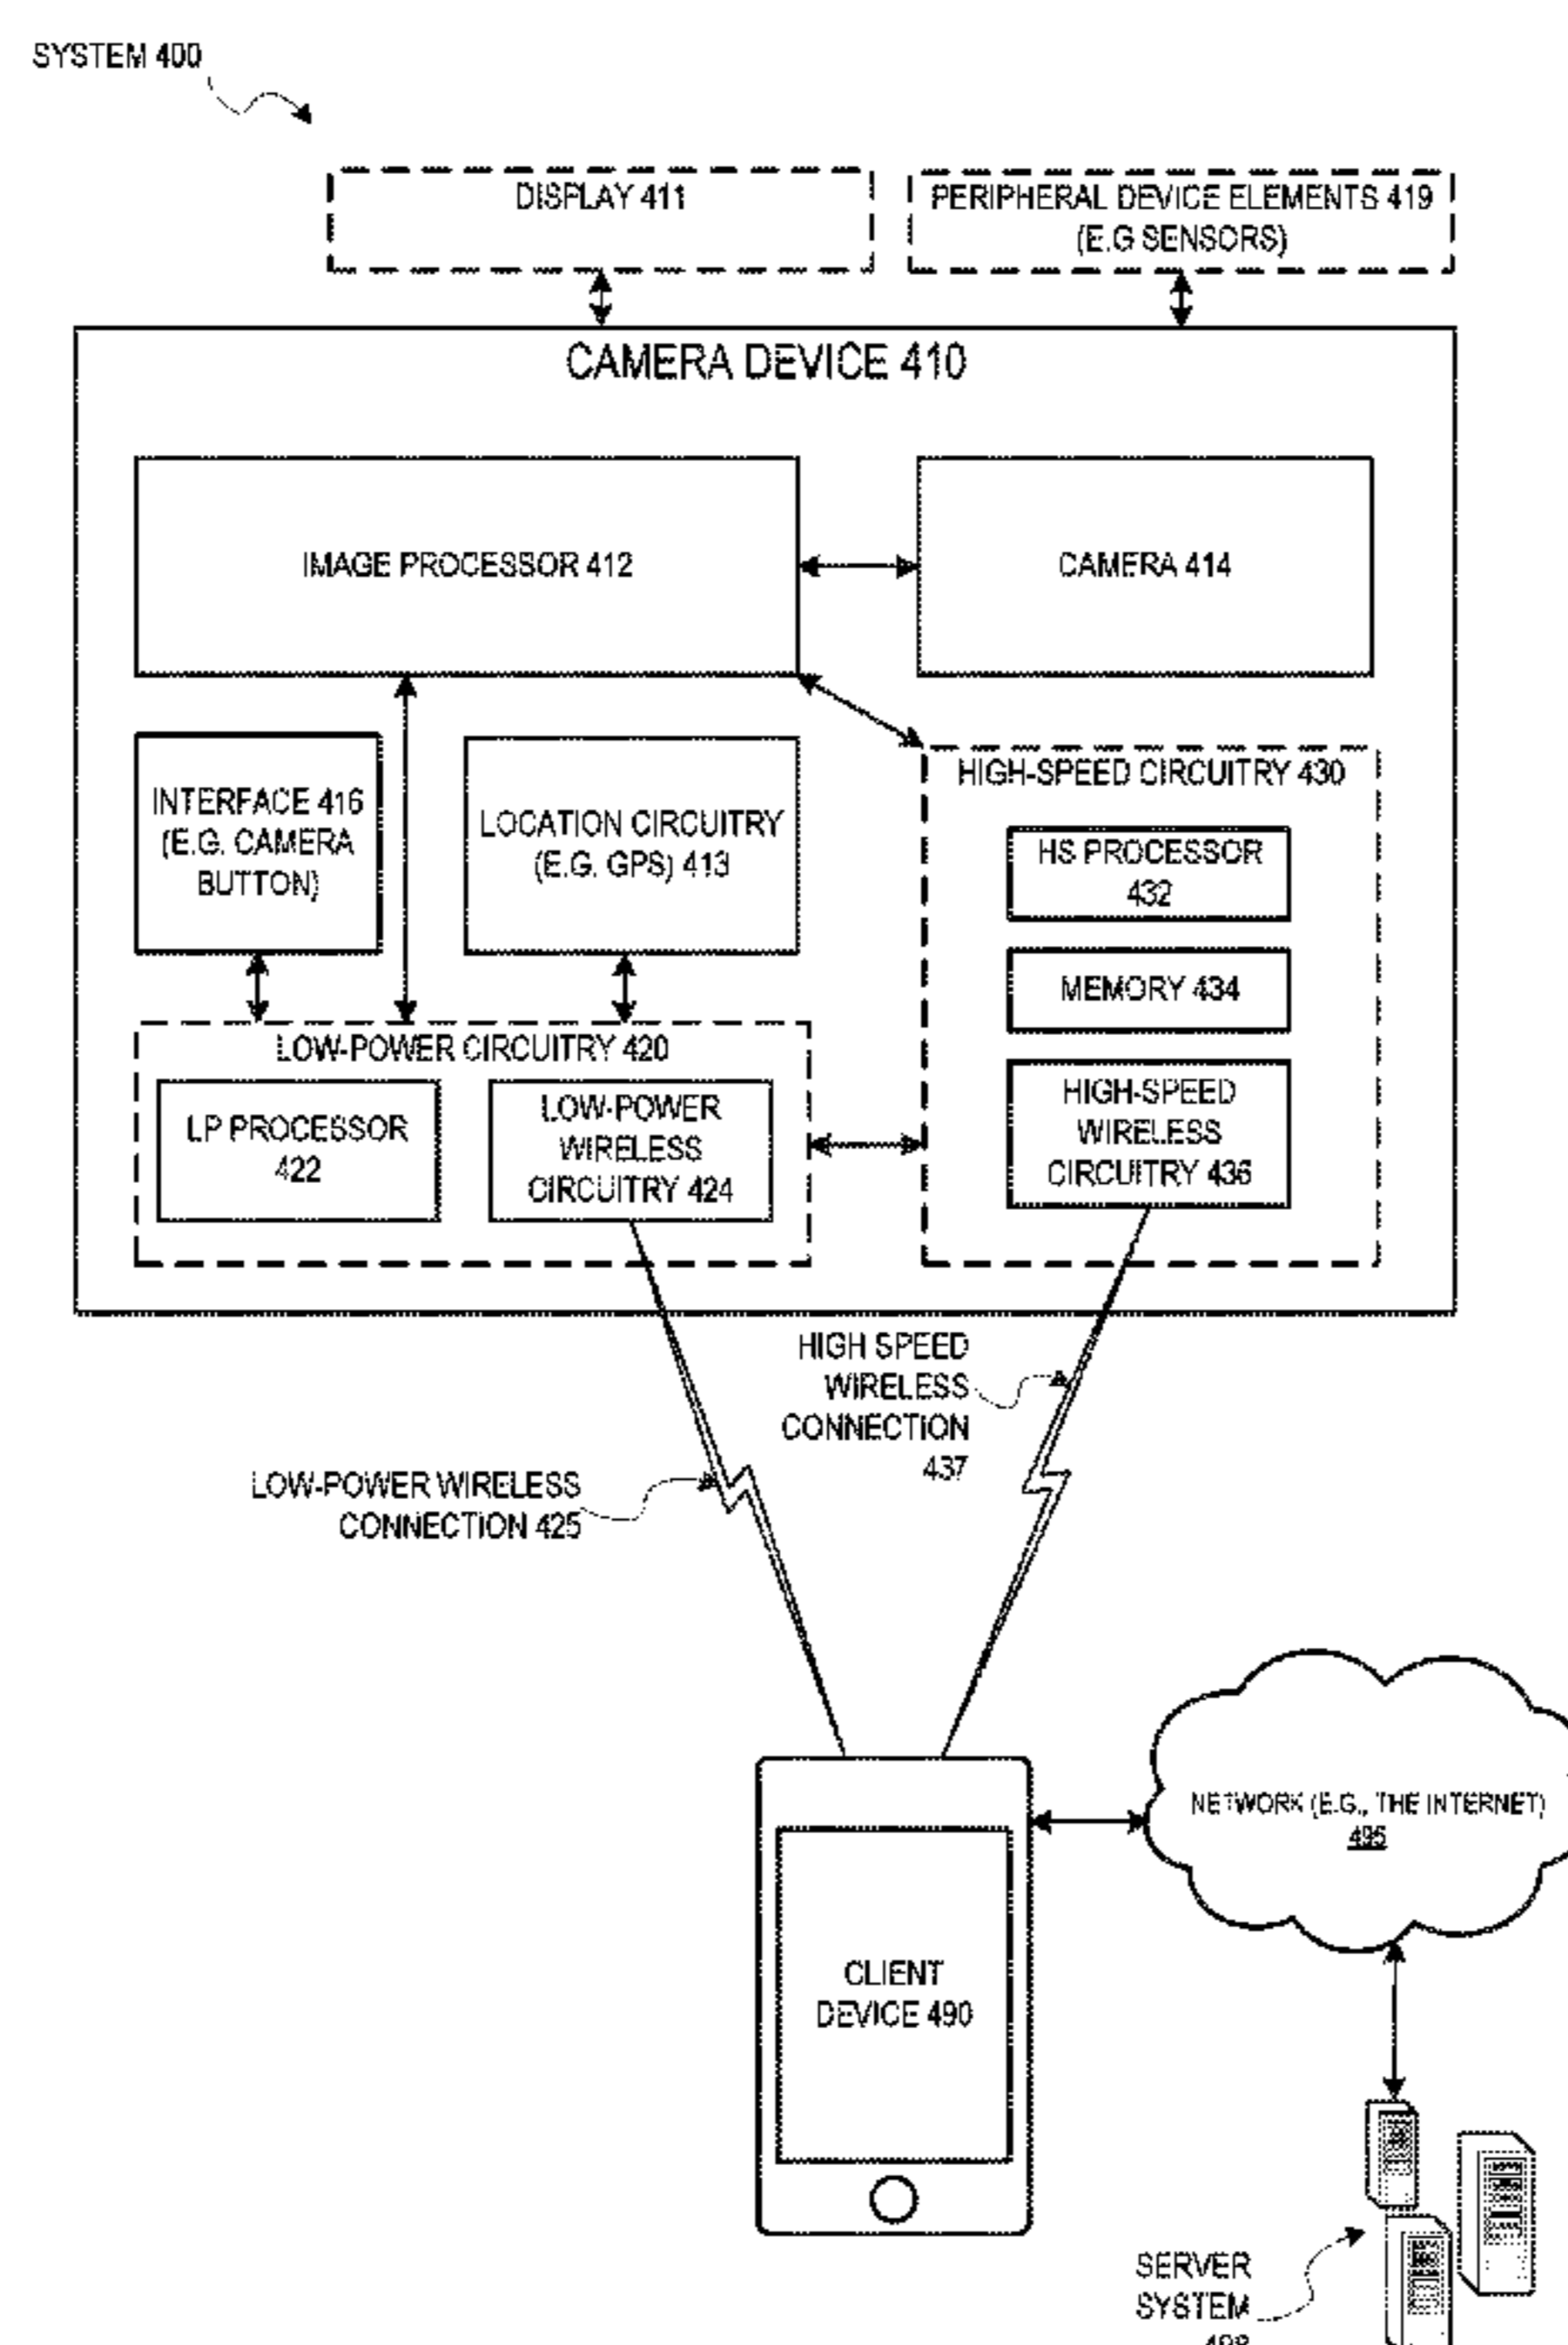 SYSTEM 400
DISPLAY 411
PERIPHERAL DEVICE ELEMENTS 419
(E.G SENSORS)
CAMERA DEVICE 410
IMAGE PROCESSOR 412
CAMERA 414
INTERFACE 416
(E.G. CAMERA
BUTTON)
LOCATION CIRCUITRY
(E.G. GPS) 413
HIGH-SPEED CIRCUITRY 430
HS PROCESSOR
432
MEMORY 434
HIGH-SPEED
WIRELESS
CIRCUITRY 436
LOW-POWER CIRCUITRY 420
LP PROCESSOR
422
LOW-POWER
WIRELESS
CIRCUITRY 424
HIGH SPEED
WIRELESS
CONNECTION
437
LOW-POWER WIRELESS
CONNECTION 425
NETWORK (E.G., THE INTERNET)
495
CLIENT
DEVICE 490
SERVER
SYSTEM